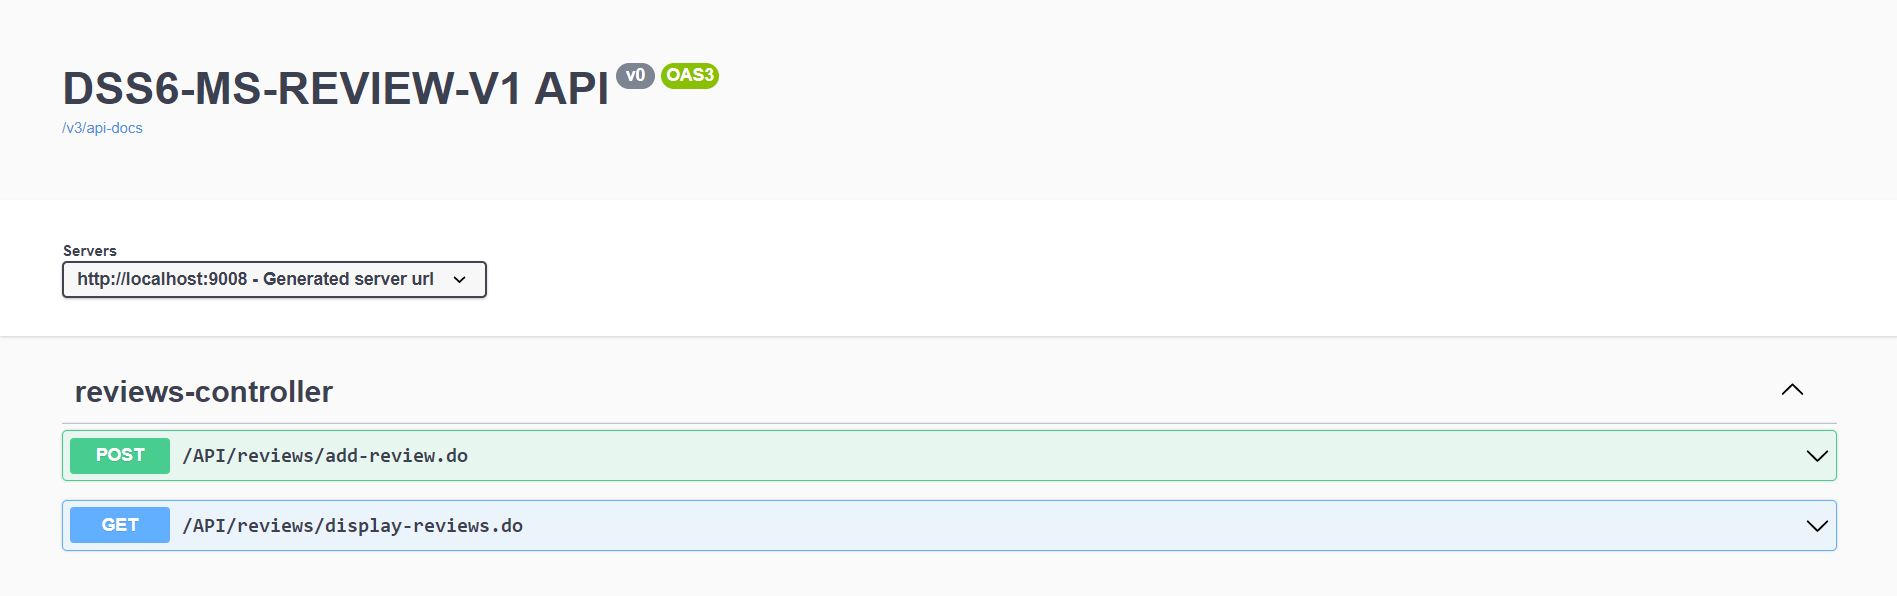 DSS6-MS-REVIEW-V1 API v0 OAS3
/v3/api-docs
Servers
http://localhost:9008 - Generated server url
reviews-controller
POST /API/reviews/add-review.do
GET /API/reviews/display-reviews.do